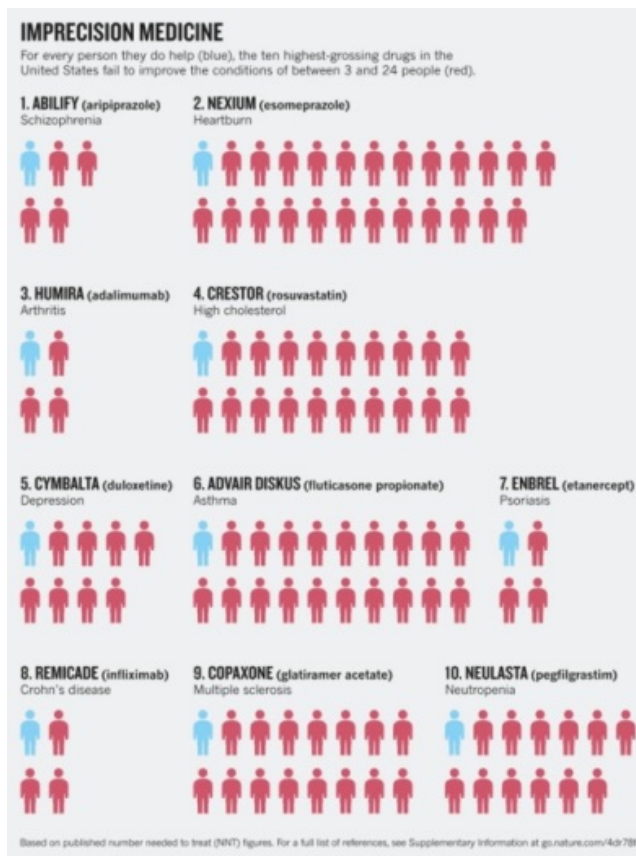 IMPRECISION MEDICINE
For every person they do help (blue), the ten highest-grossing drugs in the
United States fail to improve the conditions of between 3 and 24 people (red).
1. ABILIFY (aripiprazole)
Schizophrenia
2. NEXIUM (esomeprazole)
Heartburn
3. HUMIRA (adalimumab)
Arthritis
4. CRESTOR (rosuvastatin)
High cholesterol
5. CYMBALTA (duloxetine)
Depression
6. ADVAIR DISKUS (fluticasone propionate)
Asthma
7. ENBREL (etanercept)
Psoriasis
8. REMICADE (infliximab)
Crohn's disease
9. COPAXONE (glatiramer acetate)
Multiple sclerosis
10. NEULASTA (pegfilgrastim)
Neutropenia
Based on published number needed to treat (NNT) figures. For a full list of references, see Supplementary Information at